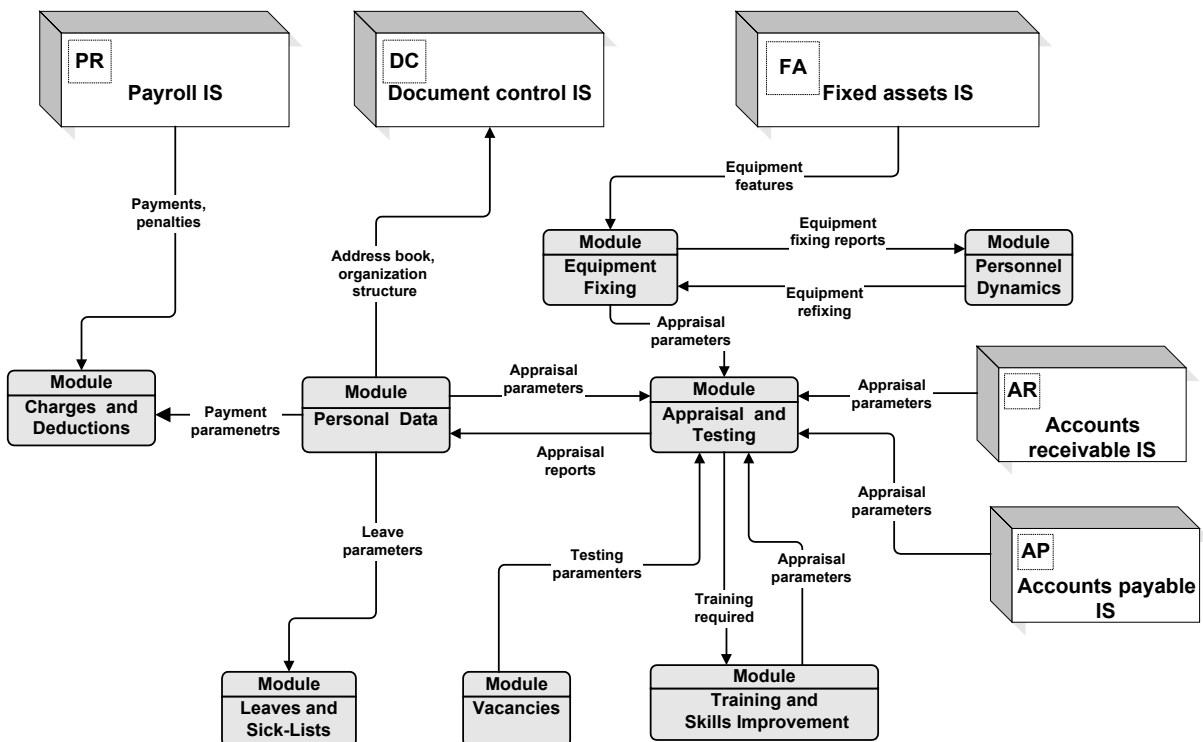 PR
Payroll IS
DC
Document control IS
FA
Fixed assets IS
Equipment
features
Payments,
penalties
Address book,
organization
structure
Module
Equipment
Fixing
Equipment
fixing reports
Equipment
refixing
Module
Personnel
Dynamics
Appraisal
parameters
Module
Charges and
Deductions
Payment
paramenetrs
Module
Personal Data
Appraisal
parameters
Appraisal
reports
Module
Appraisal and
Testing
Appraisal
parameters
AR
Accounts
receivable IS
Appraisal
parameters
AP
Accounts payable
IS
Leave
parameters
Testing
paramenters
Training
required
Appraisal
parameters
Module
Leaves and
Sick-Lists
Module
Vacancies
Module
Training and
Skills Improvement